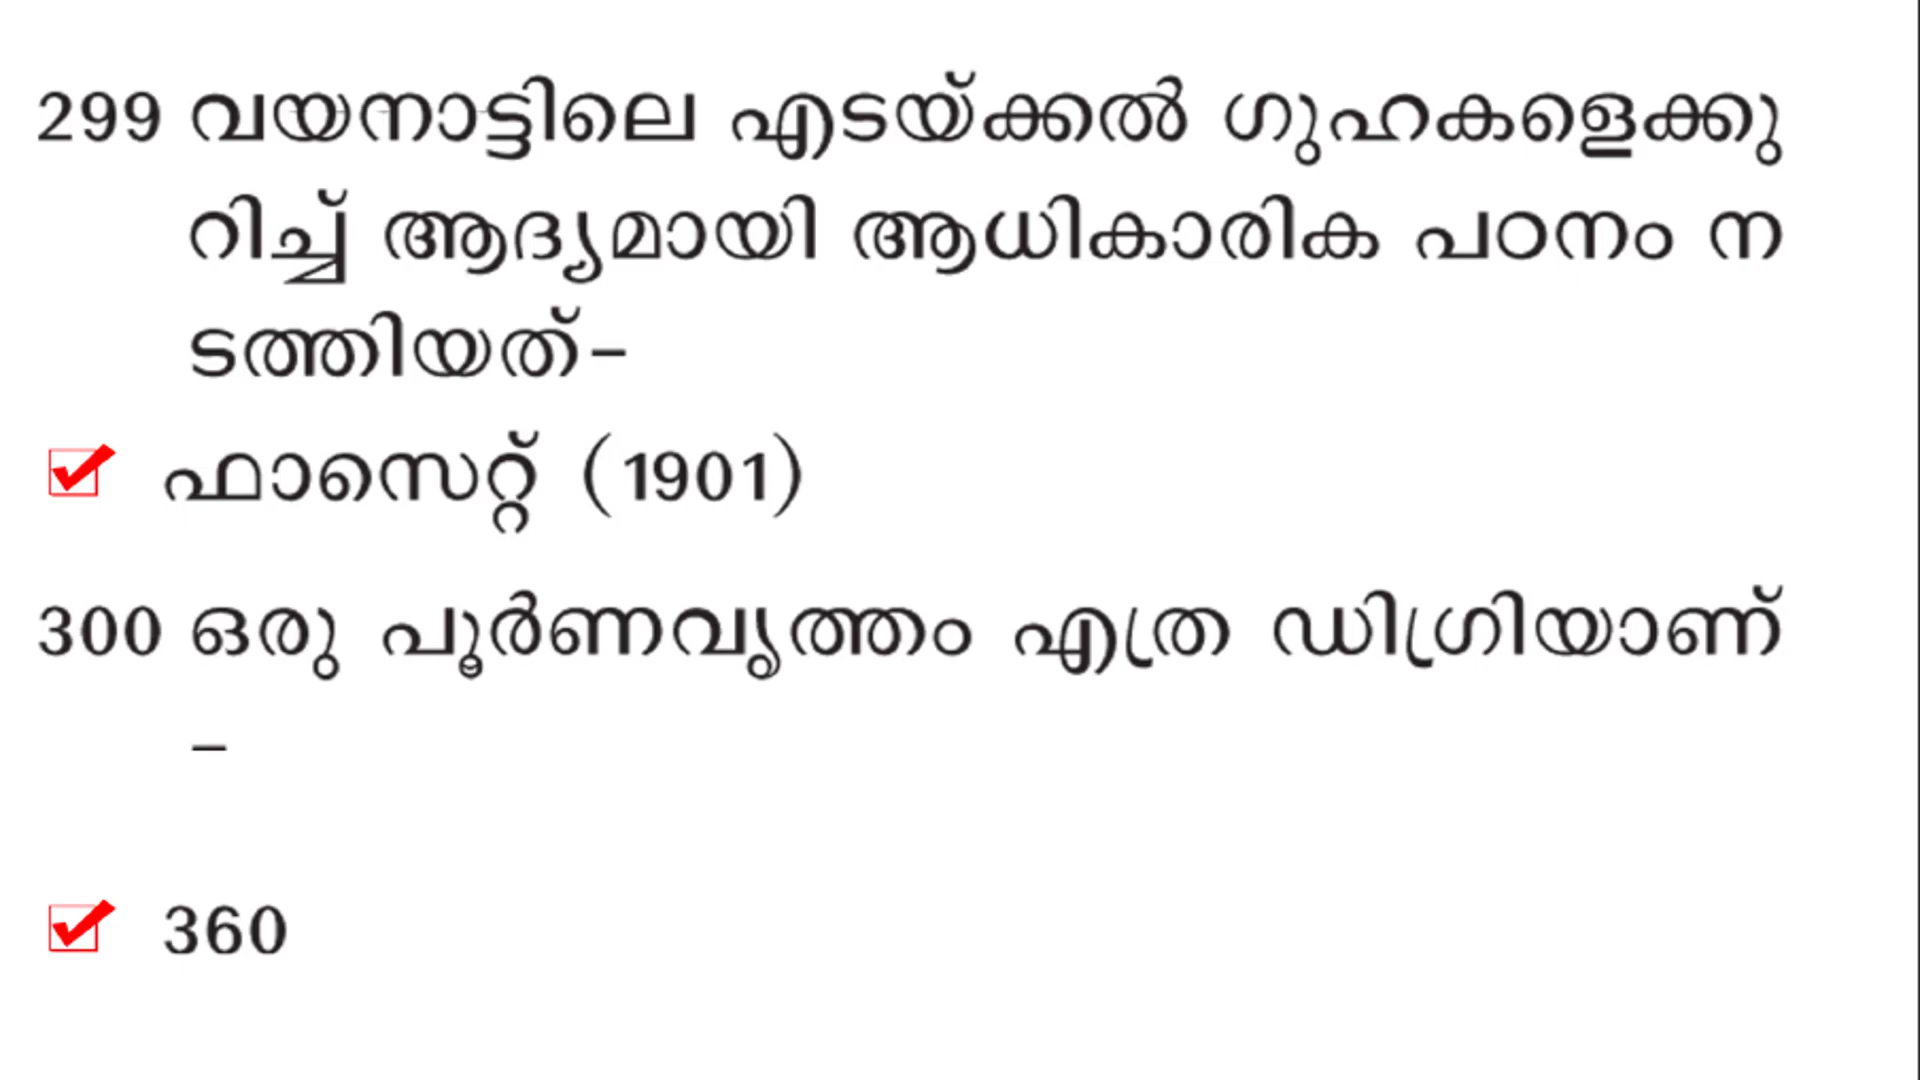 299 വയനാട്ടിലെ എടയ്ക്കൽ ഗുഹകളെക്കു
റിച്ച് ആദ്യമായി ആധികാരിക പഠനം ന
ടത്തിയത്-
ഫാസെറ്റ് (1901)
300 ഒരു പൂർണവൃത്തം എത്ര ഡിഗ്രിയാണ്
-
360